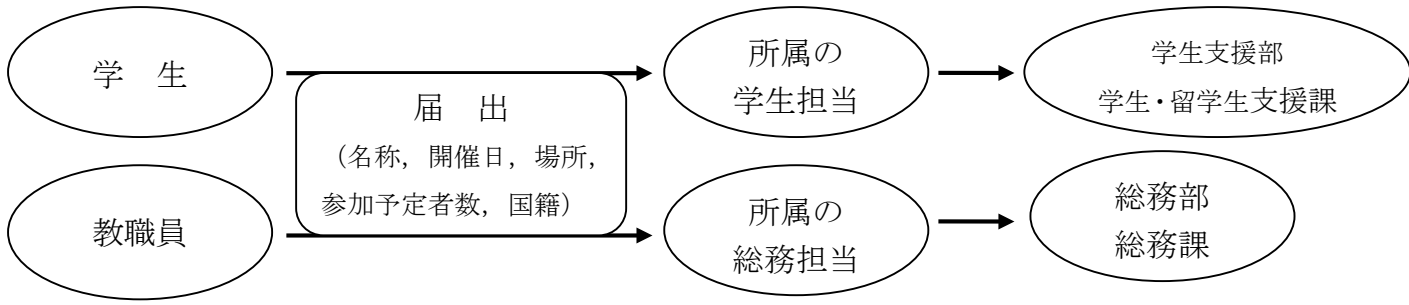 学　生
届　出
（名称，開催日，場所，
参加予定者数，国籍）
所属の
学生担当
学生支援部
学生・留学生支援課
教職員
所属の
総務担当
総務部
総務課